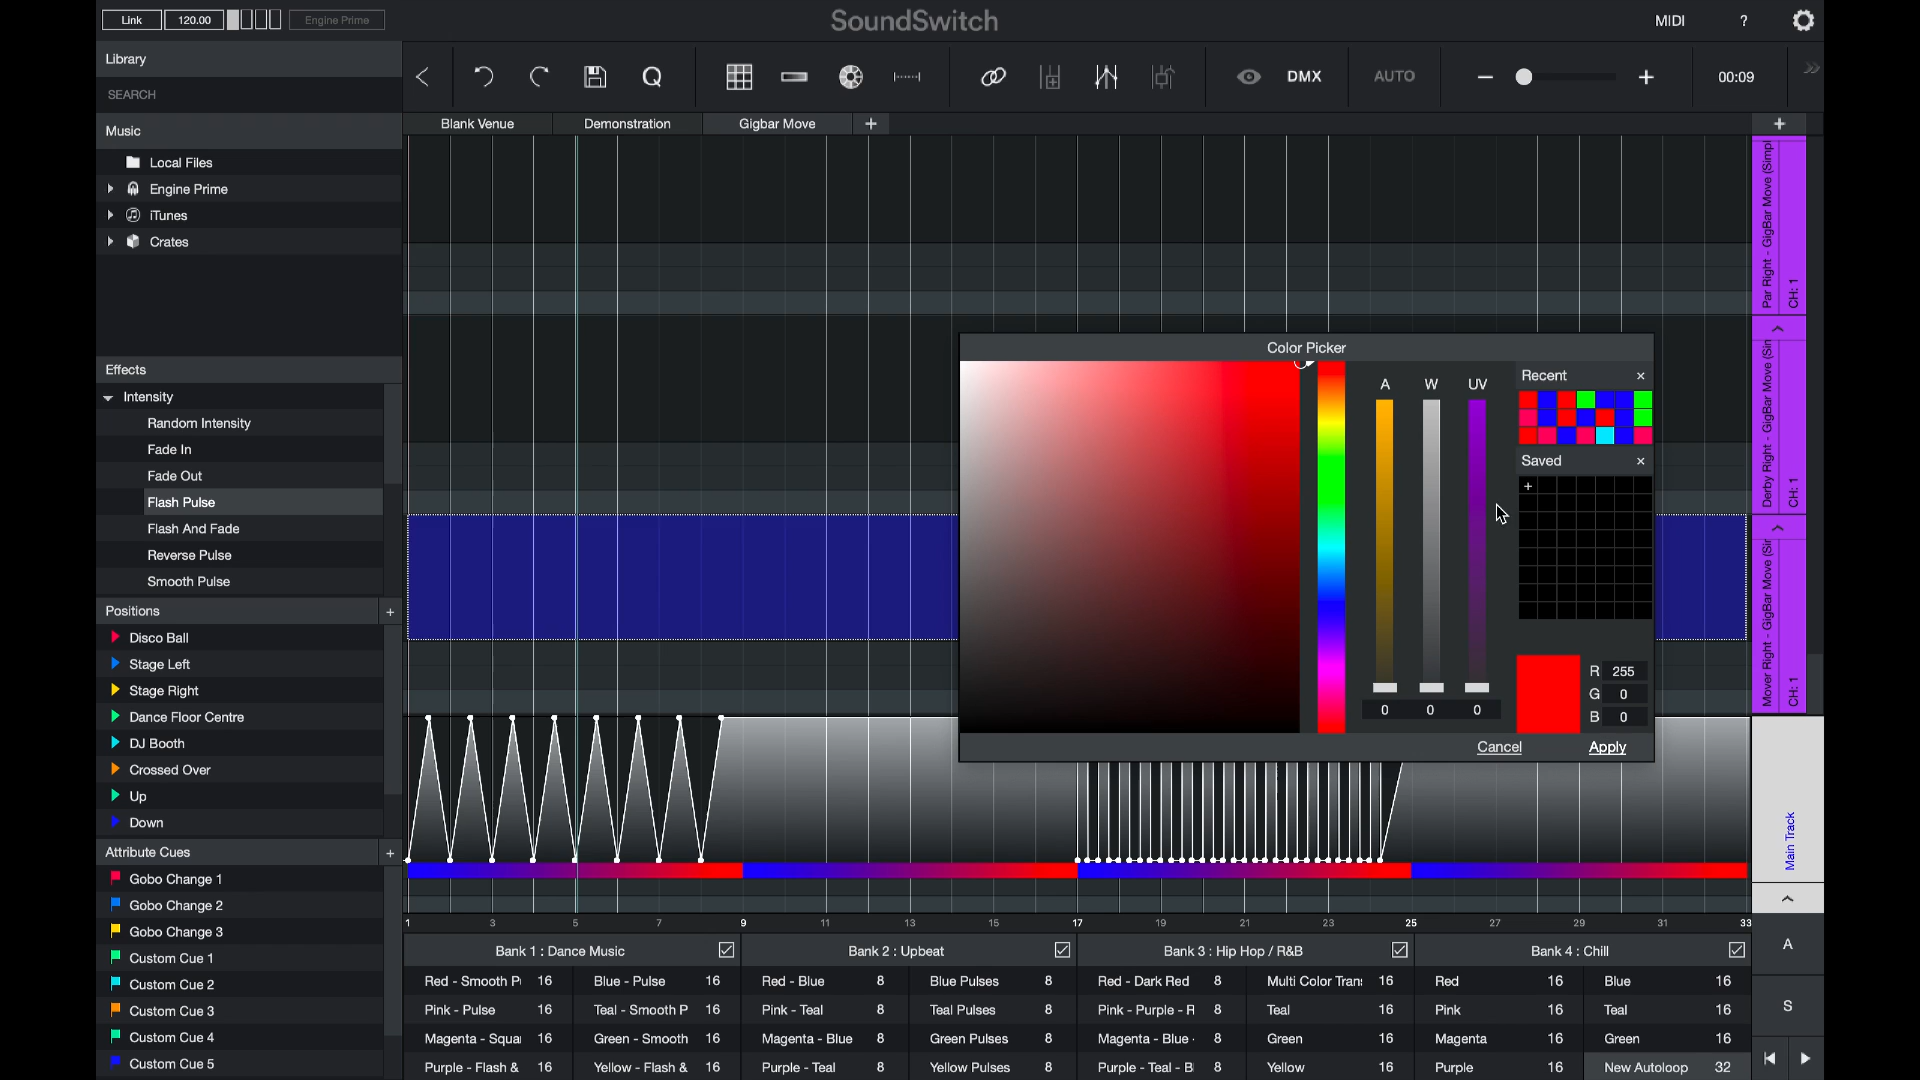 Link 120.00 Engine Prime SoundSwitch MIDI ?
Library
SEARCH
Q DMX AUTO 00:09
Blank Venue Demonstration Gigbar Move + +
Music
Local Files
Engine Prime
iTunes
Crates
Effects
Intensity
Random Intensity
Fade In
Fade Out
Flash Pulse
Flash And Fade
Reverse Pulse
Smooth Pulse
Positions +
Disco Ball
Stage Left
Stage Right
Dance Floor Centre
DJ Booth
Crossed Over
Up
Down
Attribute Cues +
Gobo Change 1
Gobo Change 2
Gobo Change 3
Custom Cue 1
Custom Cue 2
Custom Cue 3
Custom Cue 4
Custom Cue 5
Color Picker
A W UV
Recent ×
Saved ×
+
R 255
G 0
B 0
0 0 0
Cancel Apply
Par Right - GigBar Move (Simpl
CH: 1
Derby Right - GigBar Move (Sin
CH: 1
Mover Right - GigBar Move (Sir
CH: 1
Main Track
1 3 5 7 9 11 13 15 17 19 21 23 25 27 29 31 33
Bank 1 : Dance Music Bank 2 : Upbeat Bank 3 : Hip Hop / R&B Bank 4 : Chill A
Red - Smooth P 16 Blue - Pulse 16 Red - Blue 8 Blue Pulses 8 Red - Dark Red 8 Multi Color Tran 16 Red 16 Blue 16
Pink - Pulse 16 Teal - Smooth P 16 Pink - Teal 8 Teal Pulses 8 Pink - Purple - R 8 Teal 16 Pink 16 Teal 16 S
Magenta - Squa 16 Green - Smooth 16 Magenta - Blue 8 Green Pulses 8 Magenta - Blue - 8 Green 16 Magenta 16 Green 16
Purple - Flash & 16 Yellow - Flash & 16 Purple - Teal 8 Yellow Pulses 8 Purple - Teal - B 8 Yellow 16 Purple 16 New Autoloop 32